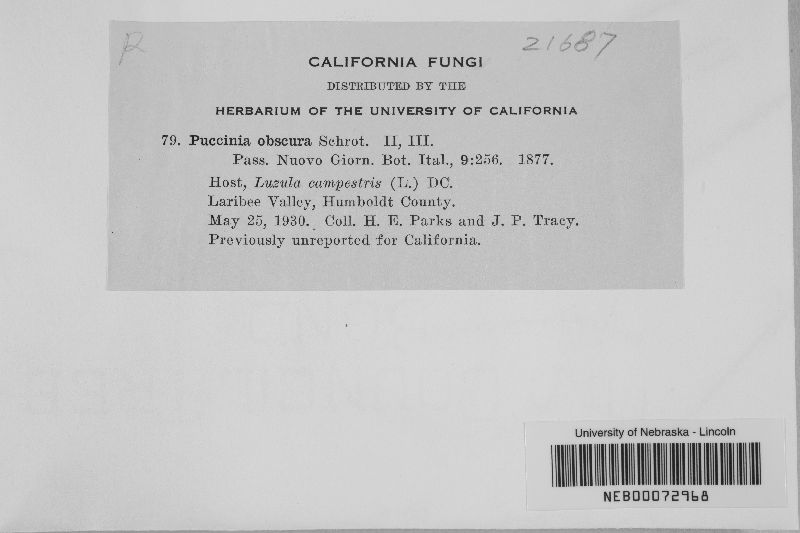 R 21687
CALIFORNIA FUNGI
DISTRIBUTED BY THE
HERBARIUM OF THE UNIVERSITY OF CALIFORNIA
79. Puccinia obscura Schrot. II, III.
Pass. Nuovo Giorn. Bot. Ital., 9:256. 1877.
Host, Luzula campestris (L.) DC.
Laribee Valley, Humboldt County.
May 25, 1930. Coll. H. E. Parks and J. P. Tracy.
Previously unreported for California.
University of Nebraska - Lincoln
NEB00072968